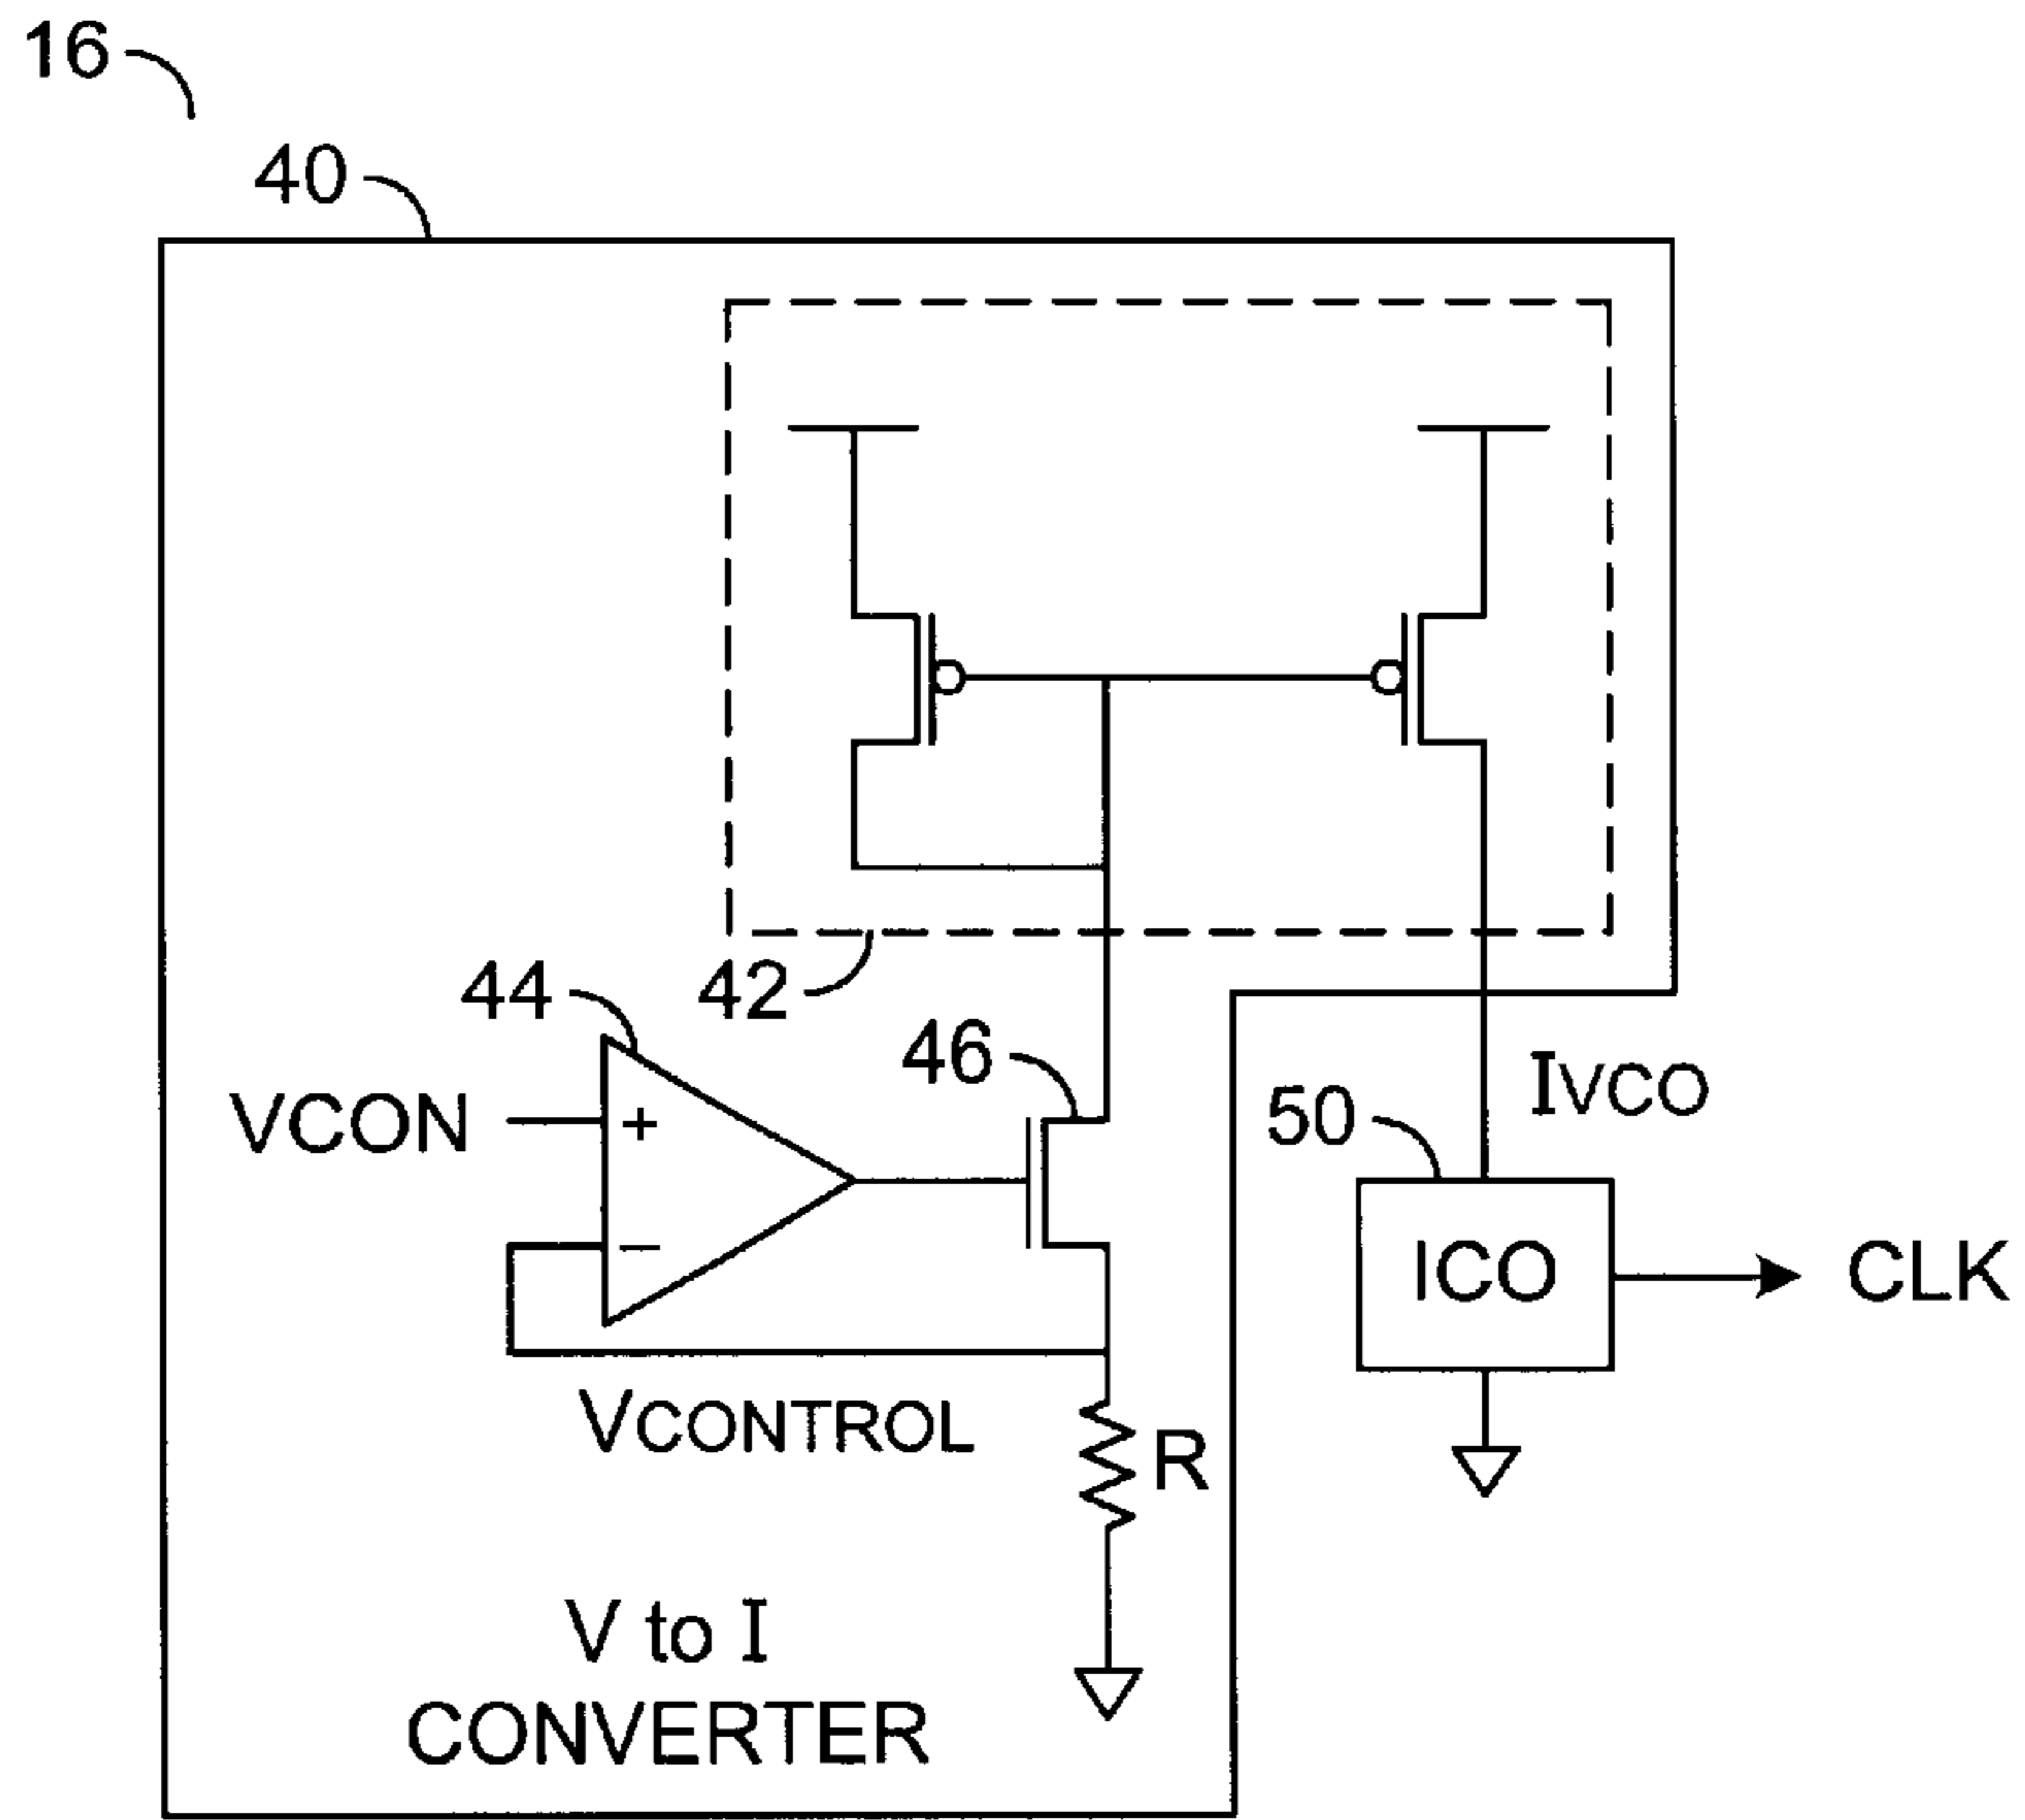 16
40
44
42
46
VCON
+
−
50
IVCO
ICO
CLK
VCONTROL
R
V to I
CONVERTER